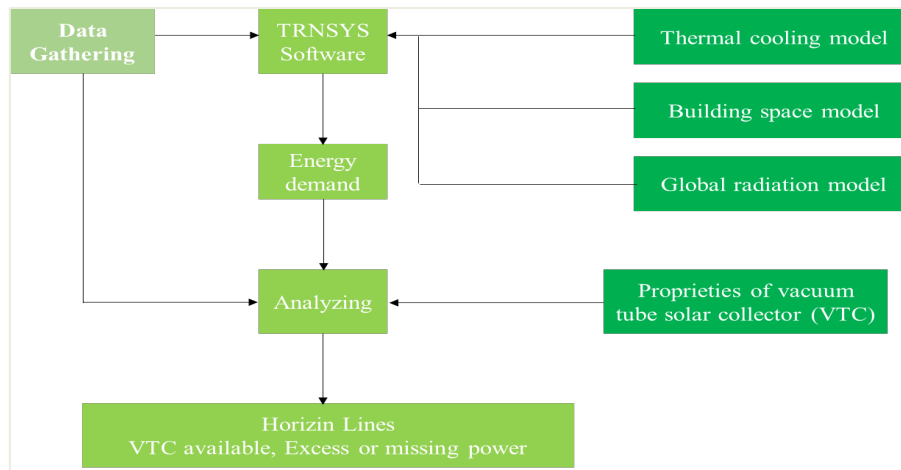 Data
Gathering
TRNSYS
Software
Thermal cooling model
Building space model
Energy
demand
Global radiation model
Analyzing
Proprieties of vacuum
tube solar collector (VTC)
Horizin Lines
VTC available, Excess or missing power